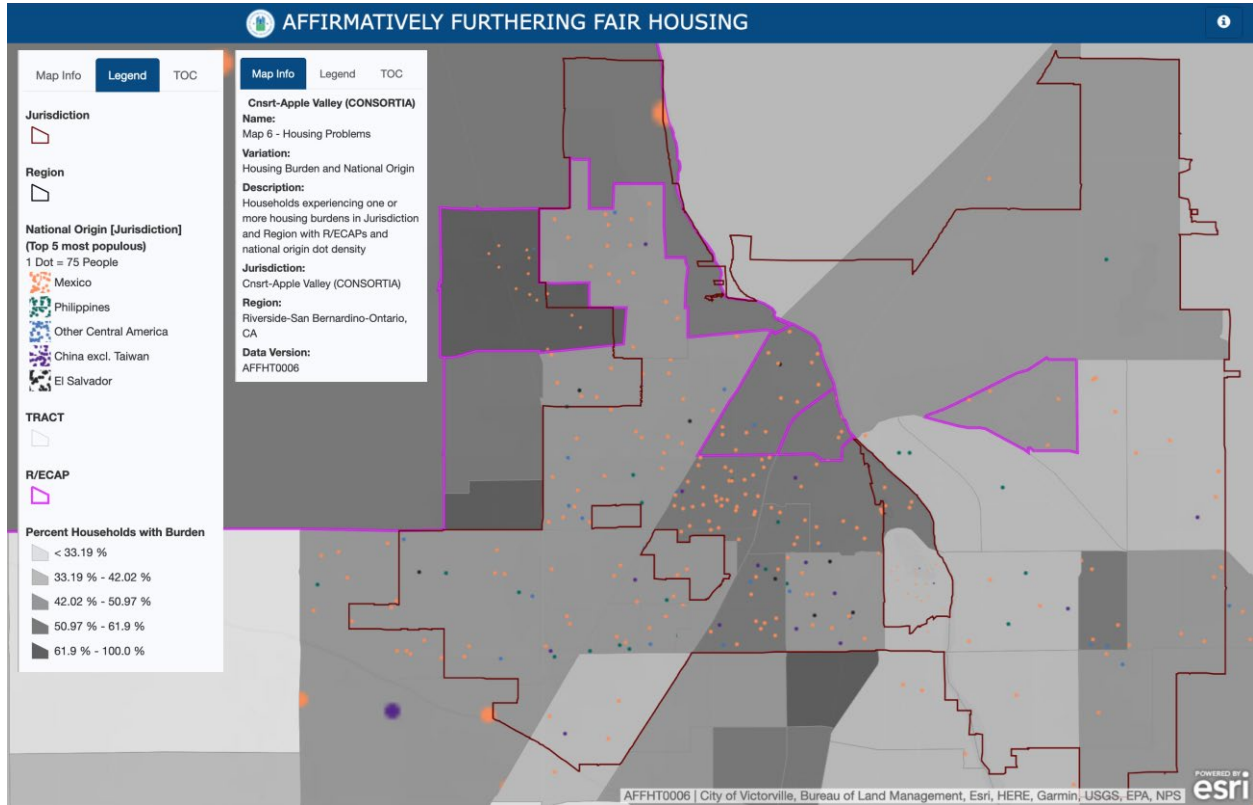 AFFIRMATIVELY FURTHERING FAIR HOUSING
Map Info Legend TOC
Jurisdiction
Region
National Origin [Jurisdiction]
(Top 5 most populous)
1 Dot = 75 People
Mexico
Philippines
Other Central America
China excl. Taiwan
El Salvador
TRACT
R/ECAP
Percent Households with Burden
< 33.19 %
33.19 % - 42.02 %
42.02 % - 50.97 %
50.97 % - 61.9 %
61.9 % - 100.0 %
Map Info Legend TOC
Cnsrt-Apple Valley (CONSORTIA)
Name:
Map 6 - Housing Problems
Variation:
Housing Burden and National Origin
Description:
Households experiencing one or
more housing burdens in Jurisdiction
and Region with R/ECAPs and
national origin dot density
Jurisdiction:
Cnsrt-Apple Valley (CONSORTIA)
Region:
Riverside-San Bernardino-Ontario,
CA
Data Version:
AFFHT0006
AFFHT0006 | City of Victorville, Bureau of Land Management, Esri, HERE, Garmin, USGS, EPA, NPS
POWERED BY
esri